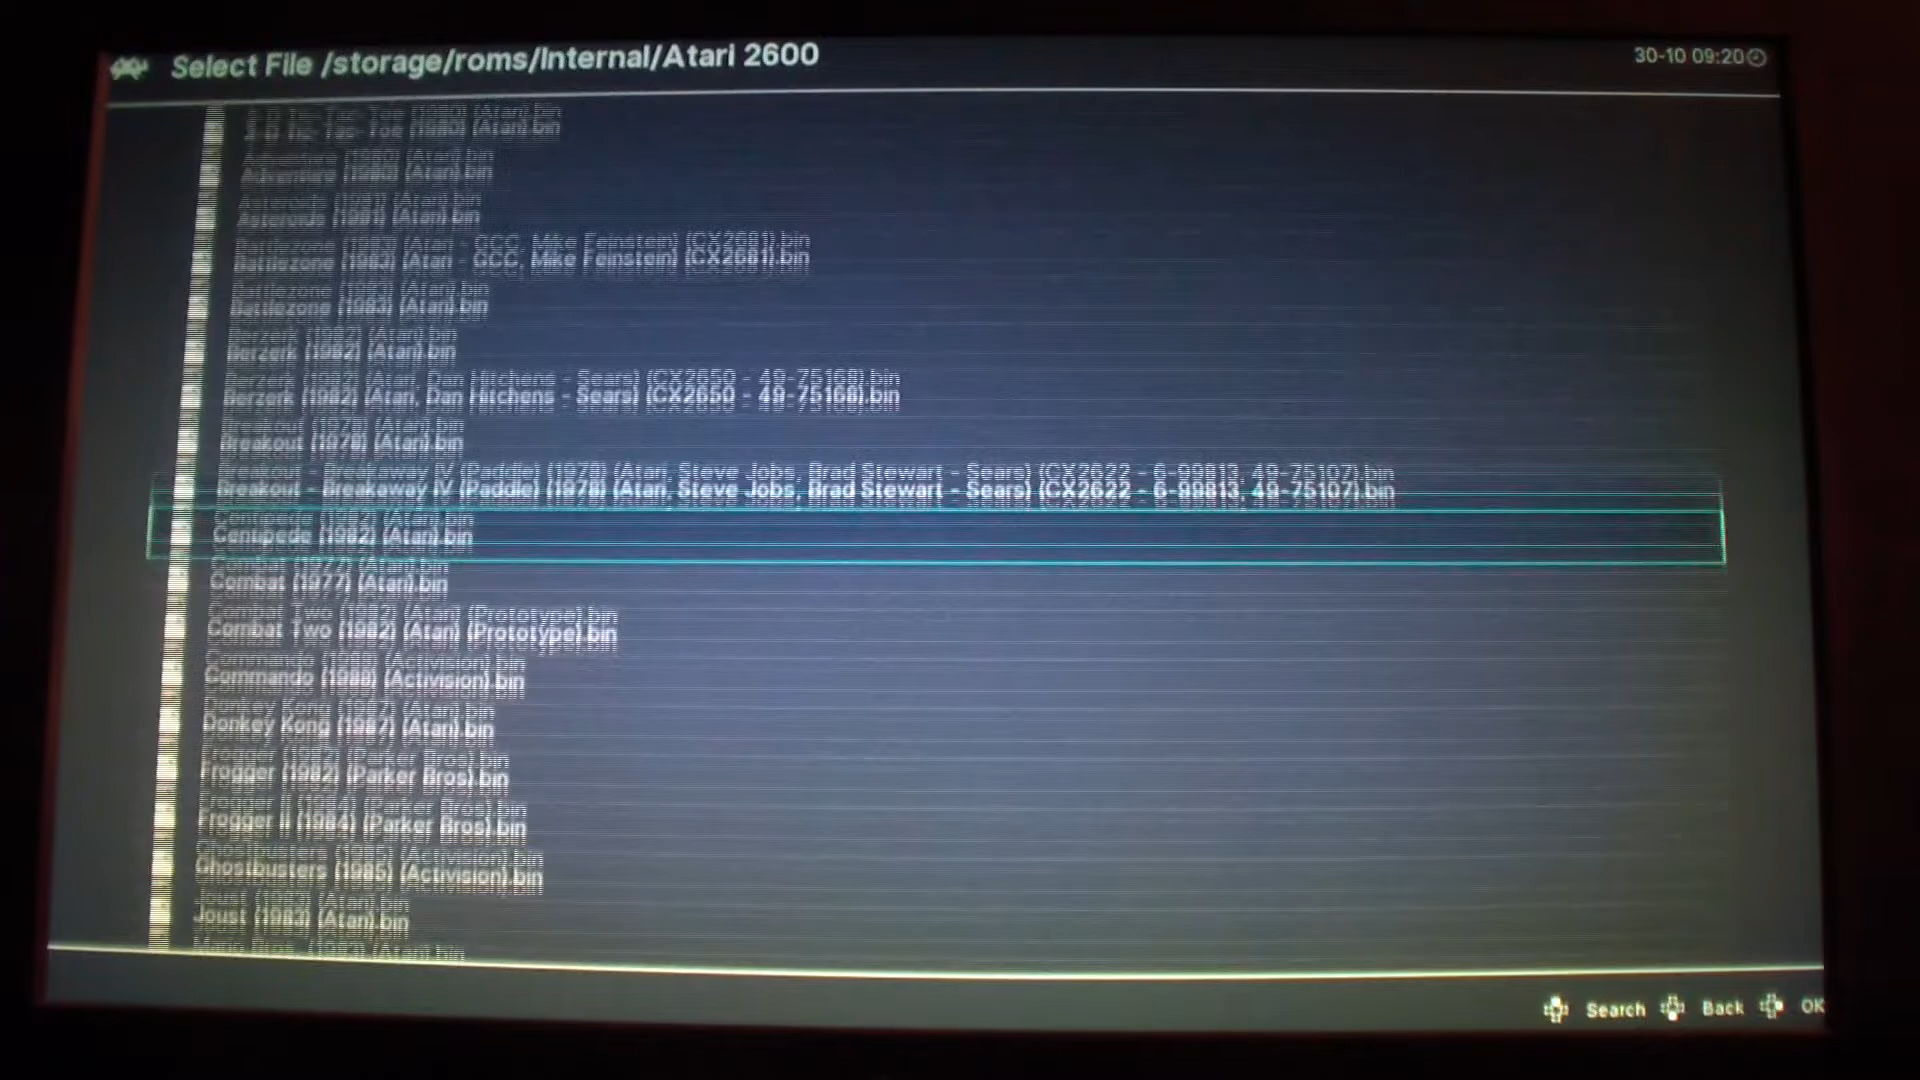 Select File /storage/roms/Internal/Atari 2600
30-10 09:20
3-D Tic-Tac-Toe (1980) (Atari).bin
Adventure (1980) (Atari).bin
Asteroids (1981) (Atari).bin
Battlezone (1983) (Atari - GCC, Mike Feinstein) (CX2681).bin
Battlezone (1983) (Atari).bin
Berzerk (1982) (Atari).bin
Berzerk (1982) (Atari, Dan Hitchens - Sears) (CX2650 - 49-75168).bin
Breakout (1978) (Atari).bin
Breakout - Breakaway IV (Paddle) (1978) (Atari, Steve Jobs, Brad Stewart - Sears) (CX2622 - 6-99813, 49-75107).bin
Centipede (1982) (Atari).bin
Combat (1977) (Atari).bin
Combat Two (1982) (Atari) (Prototype).bin
Commando (1988) (Activision).bin
Donkey Kong (1987) (Atari).bin
Frogger (1982) (Parker Bros).bin
Frogger II (1984) (Parker Bros).bin
Ghostbusters (1985) (Activision).bin
Joust (1983) (Atari).bin
Mario Bros. (1983) (Atari).bin
Search Back OK